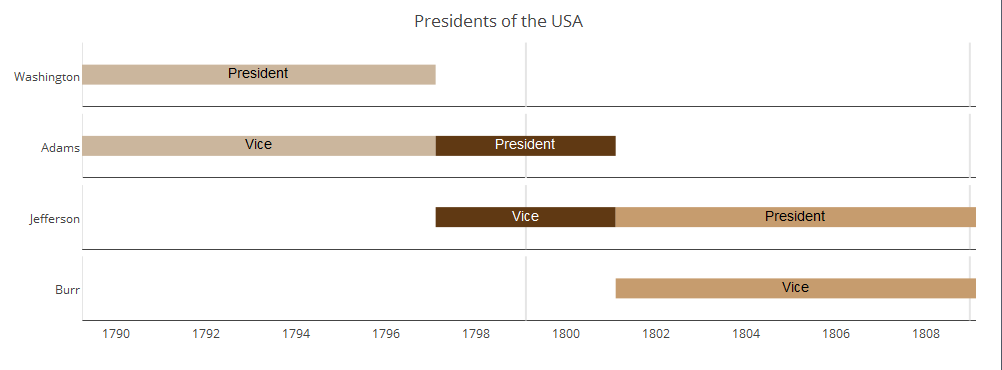 Presidents of the USA
Washington President
Adams Vice President
Jefferson Vice President
Burr Vice
1790 1792 1794 1796 1798 1800 1802 1804 1806 1808